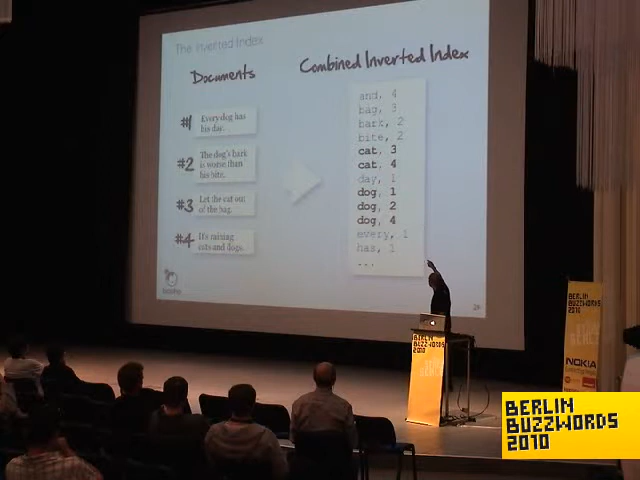 The Inverted Index
Documents
Combined Inverted Index
#1 Every dog has
his day.
#2 The dog's bark
is worse than
his bite.
#3 Let the cat out
of the bag.
#4 It's raining
cats and dogs.
and, 4
bag, 3
bark, 2
bite, 2
cat, 3
cat, 4
day, 1
dog, 1
dog, 2
dog, 4
every, 1
has, 1
...
BERLIN
BUZZWORDS
2010
BERLIN
BUZZWORDS
2010
NOKIA
BERLIN
BUZZWORDS
2010